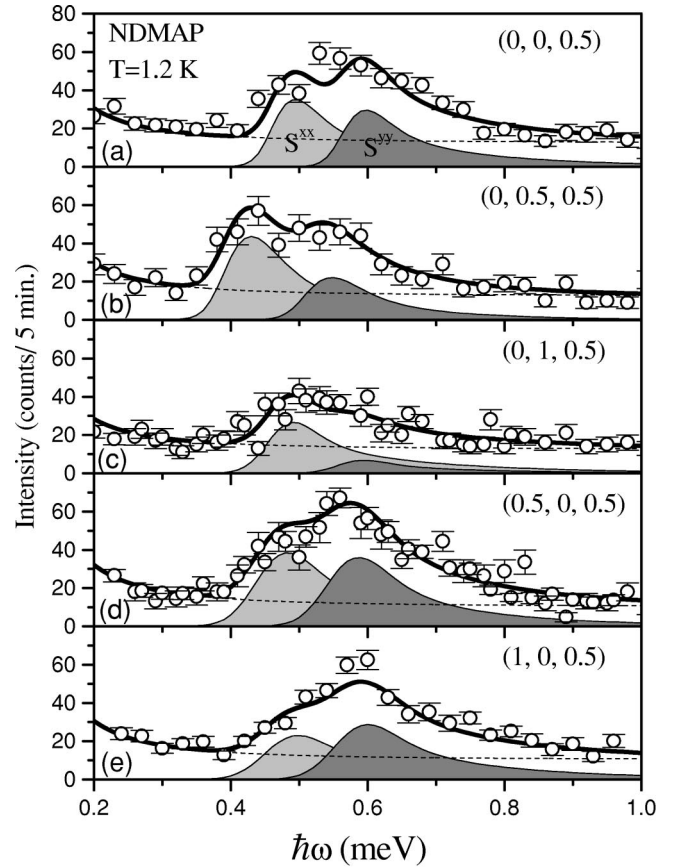 80
NDMAP
(0, 0, 0.5)
60
T=1.2 K
40
20
S^xx
S^yy
0
(a)
(0, 0.5, 0.5)
60
40
20
0
(b)
(0, 1, 0.5)
60
40
20
0
(c)
(0.5, 0, 0.5)
60
40
20
0
(d)
(1, 0, 0.5)
60
40
20
0
(e)
0.2 0.4 0.6 0.8 1.0
ħω (meV)
Intensity (counts/ 5 min.)